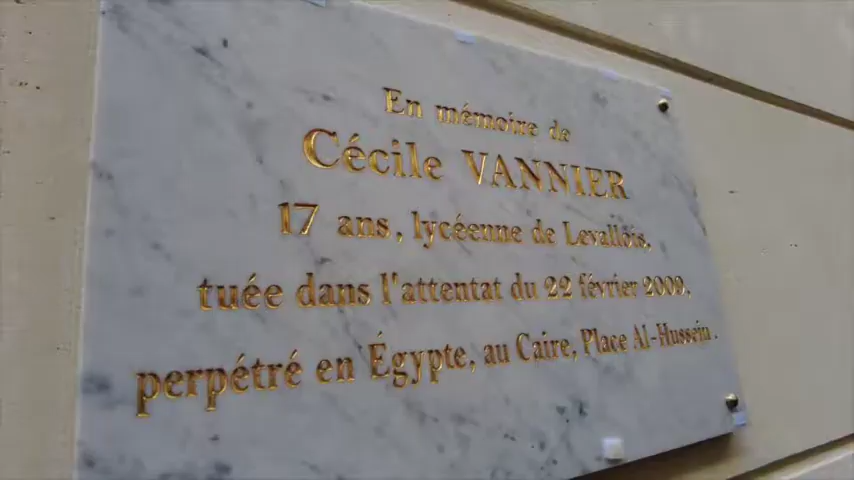 En mémoire de
Cécile VANNIER
17 ans, lycéenne de Levallois,
tuée dans l'attentat du 22 février 2009,
perpétré en Égypte, au Caire, Place Al-Hussein.